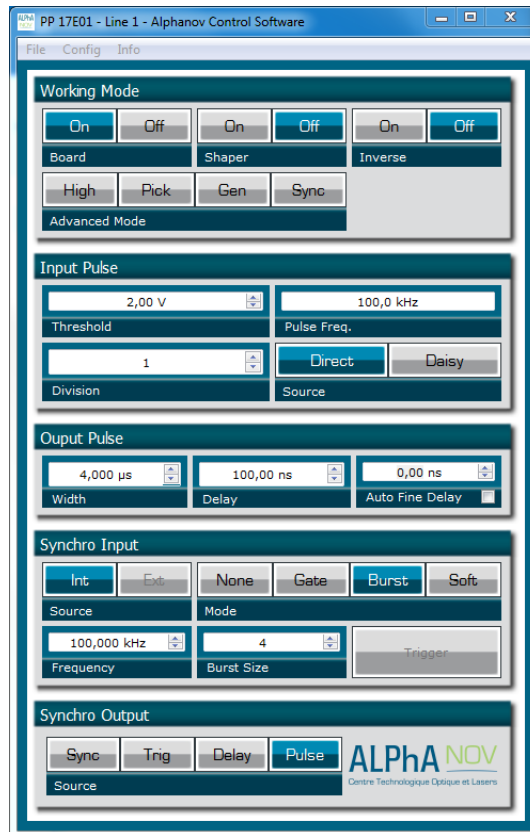 PP 17E01 - Line 1 - Alphanov Control Software
File Config Info
Working Mode
On Off On Off On Off
Board Shaper Inverse
High Pick Gen Sync
Advanced Mode
Input Pulse
2,00 V 100,0 kHz
Threshold Pulse Freq.
1 Direct Daisy
Division Source
Ouput Pulse
4,000 µs 100,00 ns 0,00 ns
Width Delay Auto Fine Delay
Synchro Input
Int Ext None Gate Burst Soft
Source Mode
100,000 kHz 4 Trigger
Frequency Burst Size
Synchro Output
Sync Trig Delay Pulse ALPhA NOV
Source Centre Technologique Optique et Lasers